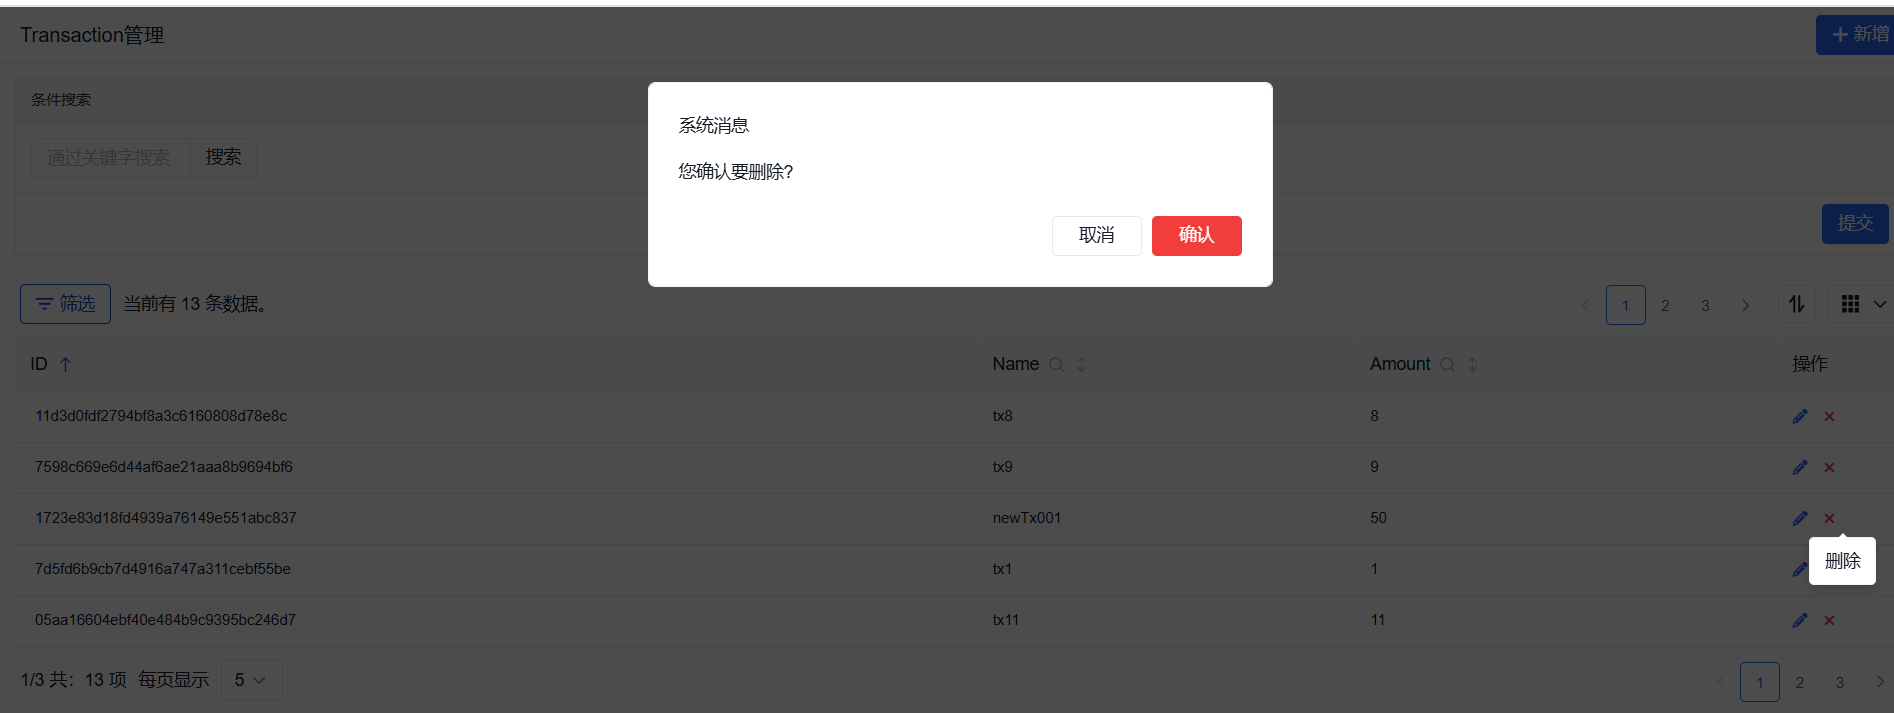 Transaction管理
新增
条件搜索
通过关键字搜索 搜索
系统消息
您确认要删除?
取消 确认
提交
筛选 当前有 13 条数据。 1 2 3
ID Name Amount 操作
11d3d0fdf2794bf8a3c6160808d78e8c tx8 8
7598c669e6d44af6ae21aaa8b9694bf6 tx9 9
1723e83d18fd4939a76149e551abc837 newTx001 50
删除
7d5fd6b9cb7d4916a747a311cebf55be tx1 1
05aa16604ebf40e484b9c9395bc246d7 tx11 11
1/3 共：13 项 每页显示 5 1 2 3